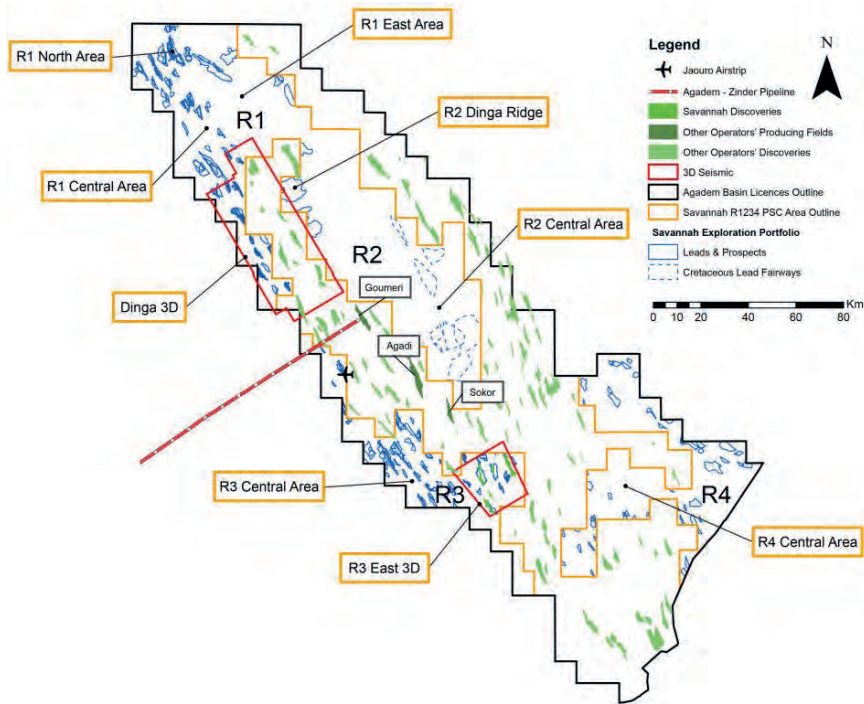 R1 East Area
R1 North Area
R1
R2 Dinga Ridge
R1 Central Area
R2
R2 Central Area
Goumeri
Dinga 3D
Agadi
Sokor
R3 Central Area
R3
R4
R3 East 3D
R4 Central Area
Legend
Jaouro Airstrip
Agadem - Zinder Pipeline
Savannah Discoveries
Other Operators' Producing Fields
Other Operators' Discoveries
3D Seismic
Agadem Basin Licences Outline
Savannah R1234 PSC Area Outline
Savannah Exploration Portfolio
Leads & Prospects
Cretaceous Lead Fairways
Km
0 5 10 20 40 60 80
N